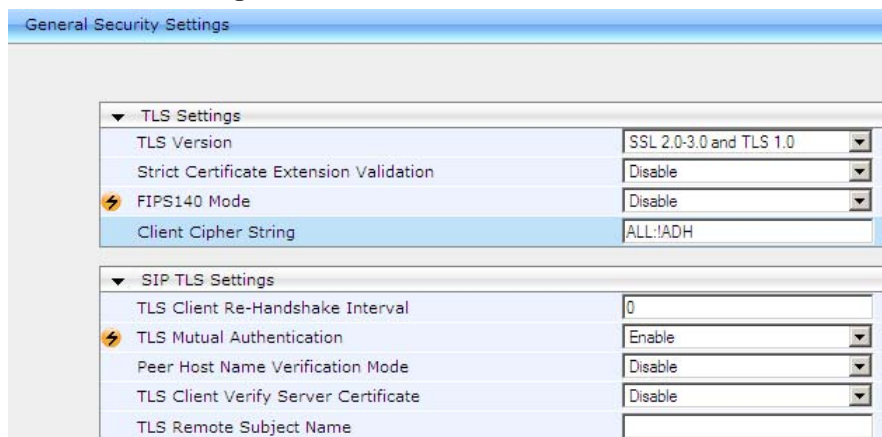 General Security Settings
TLS Settings
TLS Version SSL 2.0-3.0 and TLS 1.0
Strict Certificate Extension Validation Disable
FIPS140 Mode Disable
Client Cipher String ALL:!ADH
SIP TLS Settings
TLS Client Re-Handshake Interval 0
TLS Mutual Authentication Enable
Peer Host Name Verification Mode Disable
TLS Client Verify Server Certificate Disable
TLS Remote Subject Name